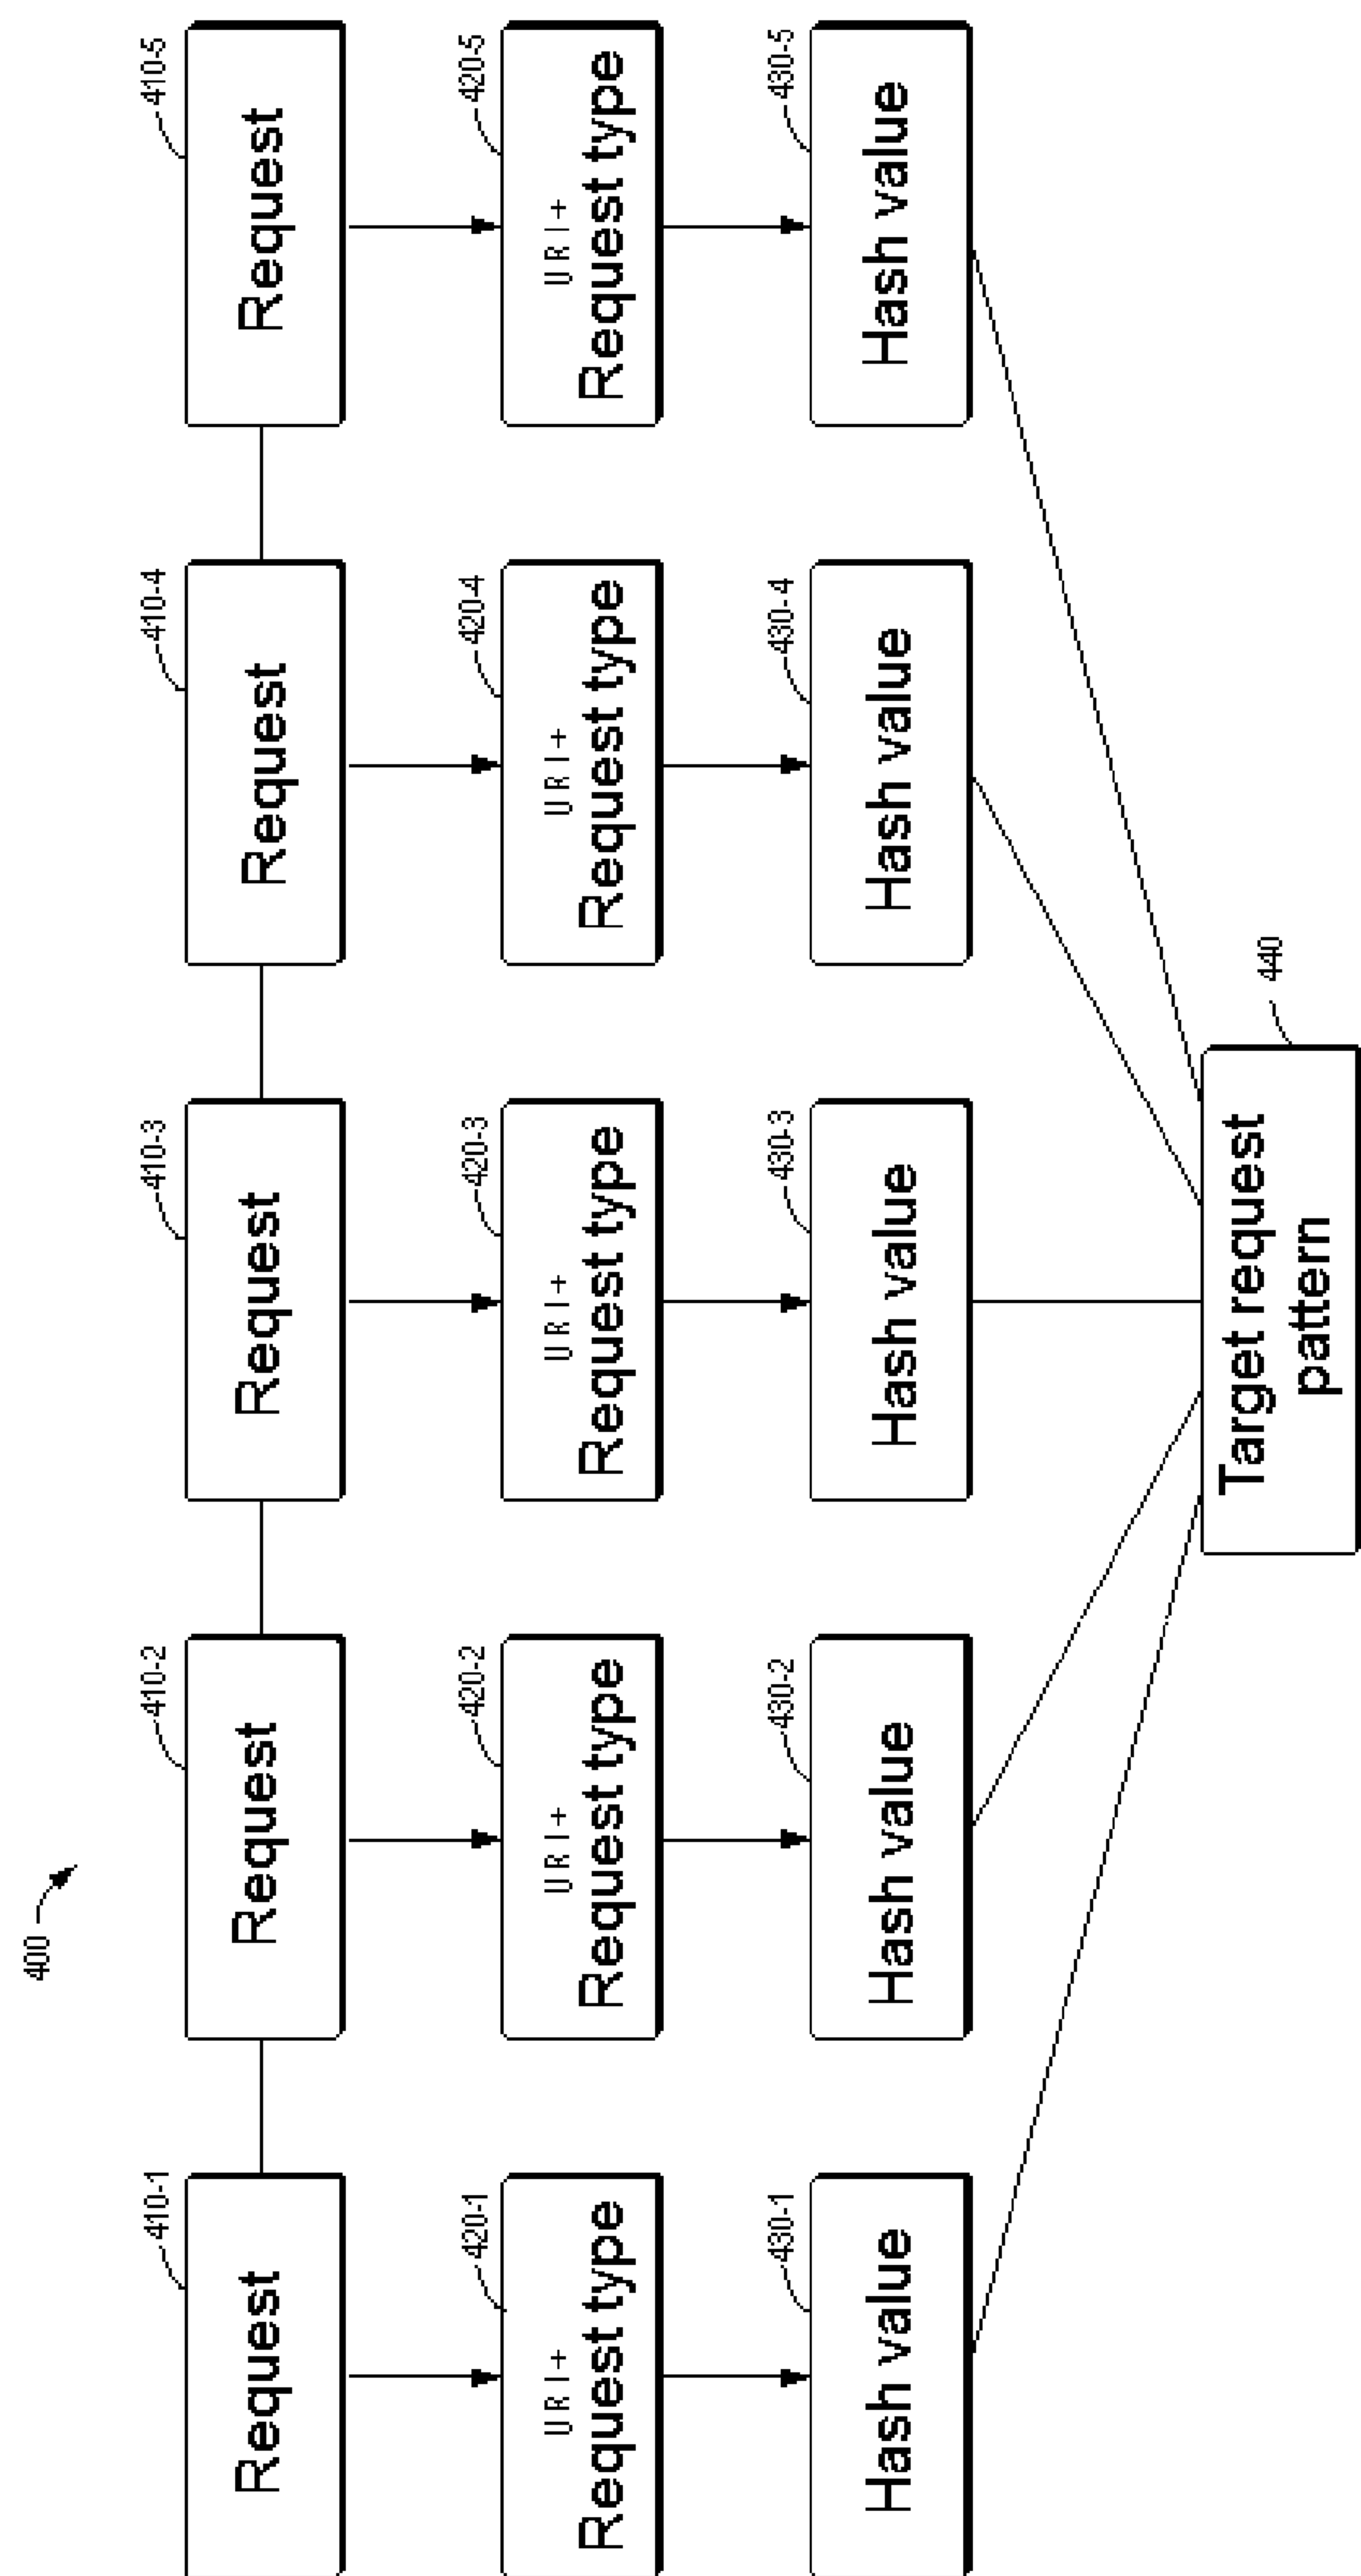 400
410-1
410-2
410-3
410-4
410-5
Request
Request
Request
Request
Request
420-1
420-2
420-3
420-4
420-5
URI+
Request type
URI+
Request type
URI+
Request type
URI+
Request type
URI+
Request type
430-1
430-2
430-3
430-4
430-5
Hash value
Hash value
Hash value
Hash value
Hash value
Target request
pattern
440